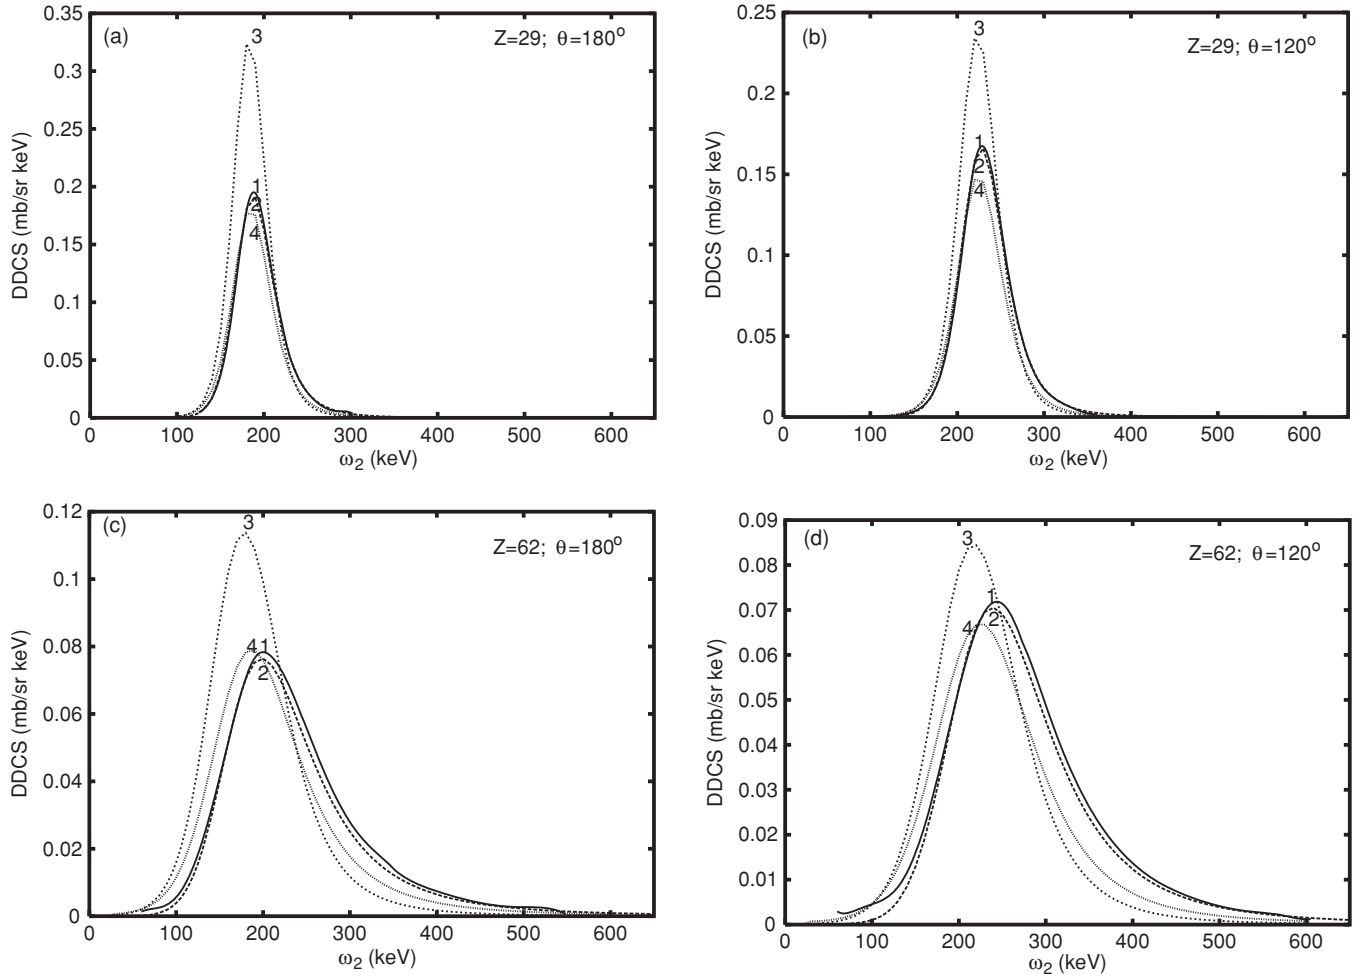 (a)
Z=29; θ=180°
3
1
2
4
0.35
0.3
0.25
0.2
0.15
0.1
0.05
0
DDCS (mb/sr keV)
0 100 200 300 400 500 600
ω₂ (keV)
(b)
Z=29; θ=120°
3
1
2
4
0.25
0.2
0.15
0.1
0.05
0
DDCS (mb/sr keV)
0 100 200 300 400 500 600
ω₂ (keV)
(c)
Z=62; θ=180°
3
4 1
2
0.12
0.1
0.08
0.06
0.04
0.02
0
DDCS (mb/sr keV)
0 100 200 300 400 500 600
ω₂ (keV)
(d)
Z=62; θ=120°
3
1
2
4
0.09
0.08
0.07
0.06
0.05
0.04
0.03
0.02
0.01
0
DDCS (mb/sr keV)
0 100 200 300 400 500 600
ω₂ (keV)